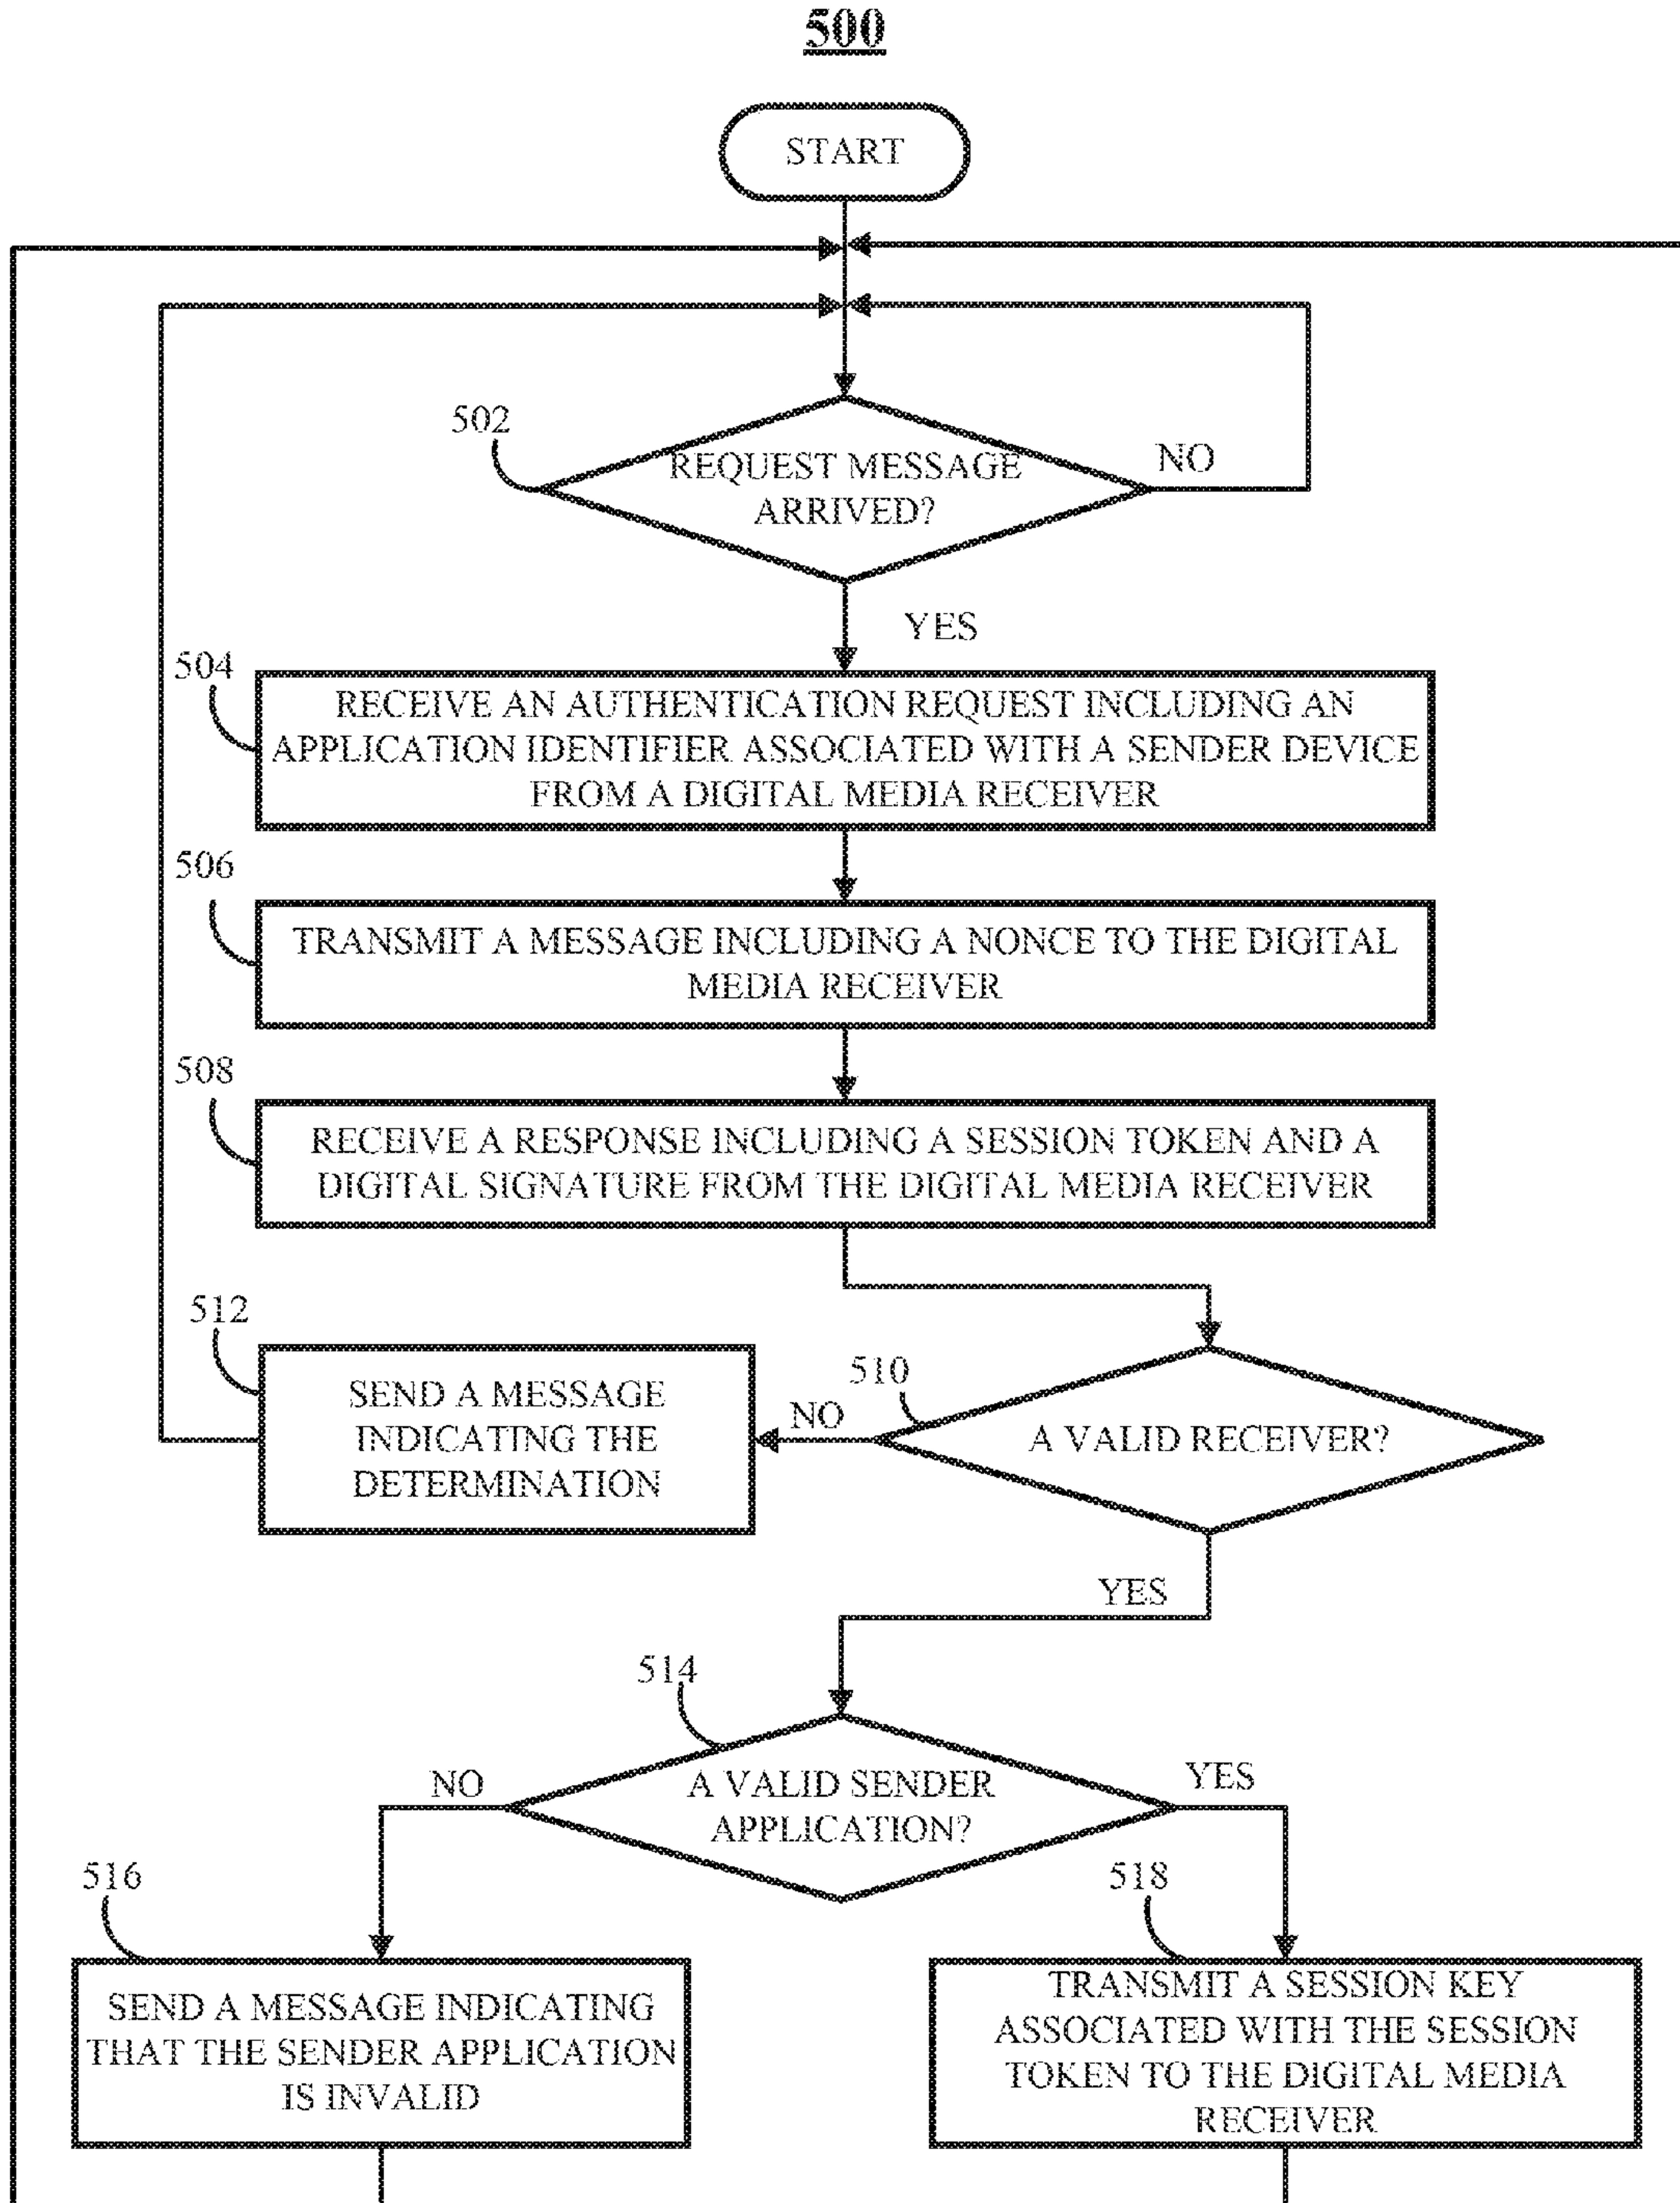 500
START
502
REQUEST MESSAGE
ARRIVED?
NO
YES
504
RECEIVE AN AUTHENTICATION REQUEST INCLUDING AN
APPLICATION IDENTIFIER ASSOCIATED WITH A SENDER DEVICE
FROM A DIGITAL MEDIA RECEIVER
506
TRANSMIT A MESSAGE INCLUDING A NONCE TO THE DIGITAL
MEDIA RECEIVER
508
RECEIVE A RESPONSE INCLUDING A SESSION TOKEN AND A
DIGITAL SIGNATURE FROM THE DIGITAL MEDIA RECEIVER
512
SEND A MESSAGE
INDICATING THE
DETERMINATION
510
NO
A VALID RECEIVER?
YES
514
NO
A VALID SENDER
APPLICATION?
YES
516
SEND A MESSAGE INDICATING
THAT THE SENDER APPLICATION
IS INVALID
518
TRANSMIT A SESSION KEY
ASSOCIATED WITH THE SESSION
TOKEN TO THE DIGITAL MEDIA
RECEIVER